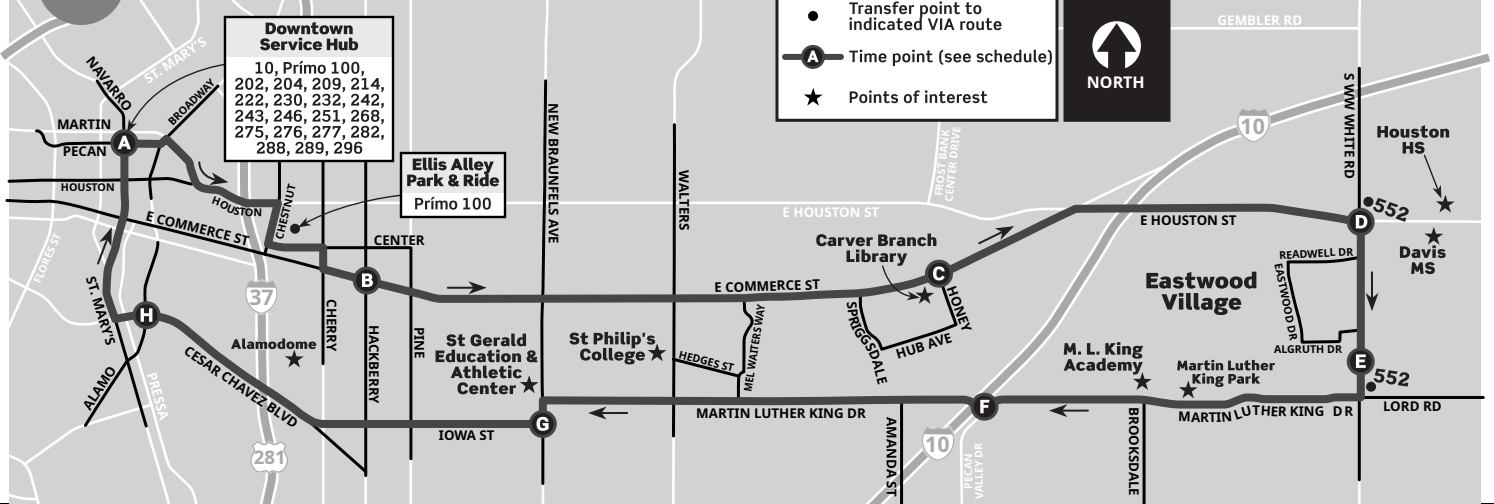 Downtown
Service Hub
10, Prímo 100,
202, 204, 209, 214,
222, 230, 232, 242,
243, 246, 251, 268,
275, 276, 277, 282,
288, 289, 296
Transfer point to
indicated VIA route
A
Time point (see schedule)
Points of interest
NORTH
GEMBLER RD
NAVARRO
ST. MARY'S
BROADWAY
MARTIN
PECAN
A
HOUSTON
Ellis Alley
Park & Ride
Prímo 100
HOUSTON
CHESTNUT
E COMMERCE ST
CENTER
FLORES ST
ST. MARY'S
B
H
37
CHERRY
HACKBERRY
PINE
Alamodome
CESAR CHAVEZ BLVD
ALAMO
PRESSA
281
IOWA ST
NEW BRAUNFELS AVE
WALTERS
St Gerald
Education &
Athletic
Center
G
St Philip's
College
HEDGES ST
MEL WAITERS WAY
E COMMERCE ST
MARTIN LUTHER KING DR
E HOUSTON ST
FROST BANK
CENTER DRIVE
Carver Branch
Library
C
SPRIGGSDALE
HUB AVE
HONEY
AMANDA ST
10
F
PECAN
VALLEY DR
10
E HOUSTON ST
S WW WHITE RD
Houston
HS
552
D
Davis
MS
Eastwood
Village
READWELL DR
EASTWOOD DR
ALGRUTH DR
E
552
M. L. King
Academy
Martin Luther
King Park
BROOKSDALE
MARTIN LUTHER KING DR
LORD RD